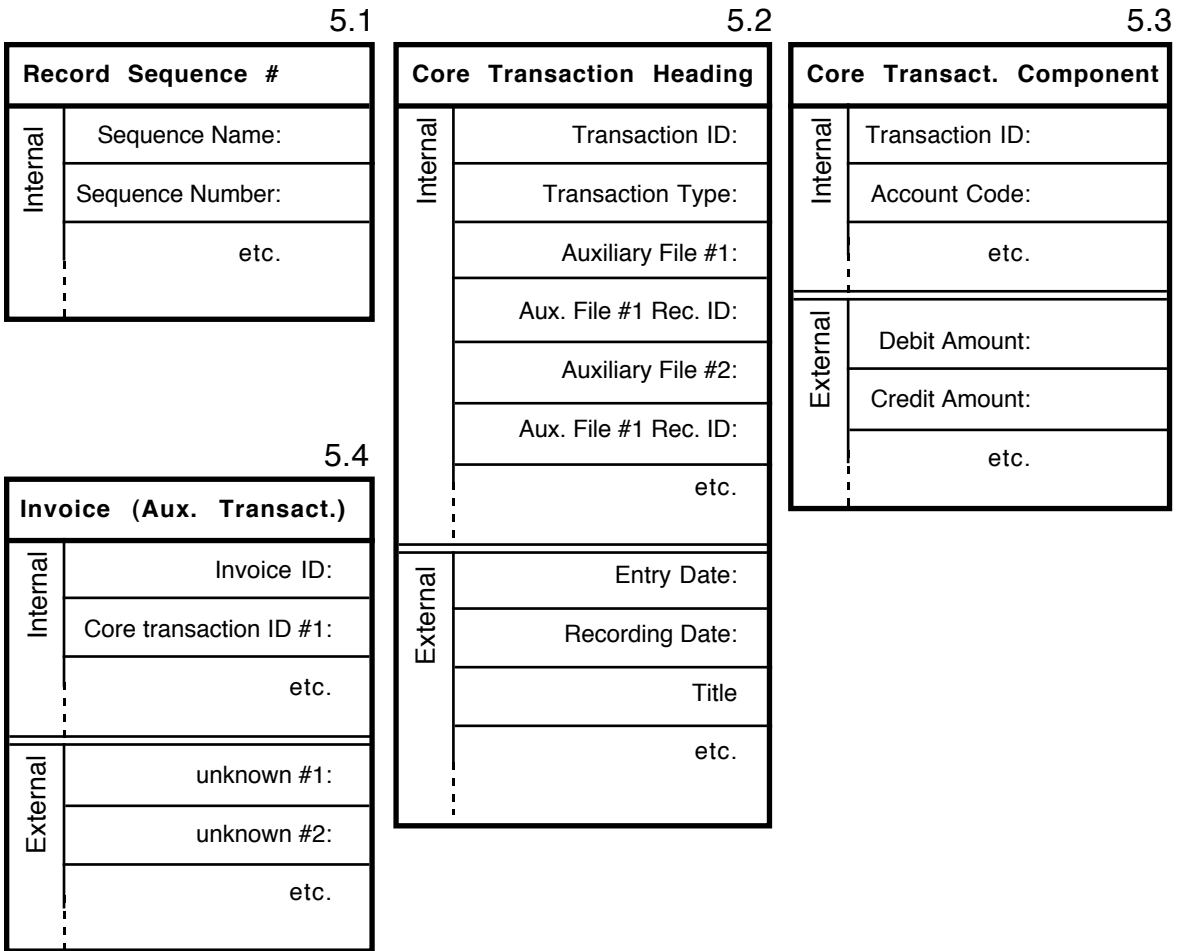 5.1
Record Sequence #
Internal
Sequence Name:
Sequence Number:
etc.
5.2
Core Transaction Heading
Internal
Transaction ID:
Transaction Type:
Auxiliary File #1:
Aux. File #1 Rec. ID:
Auxiliary File #2:
Aux. File #1 Rec. ID:
etc.
External
Entry Date:
Recording Date:
Title
etc.
5.3
Core Transact. Component
Internal
Transaction ID:
Account Code:
etc.
External
Debit Amount:
Credit Amount:
etc.
5.4
Invoice (Aux. Transact.)
Internal
Invoice ID:
Core transaction ID #1:
etc.
External
unknown #1:
unknown #2:
etc.